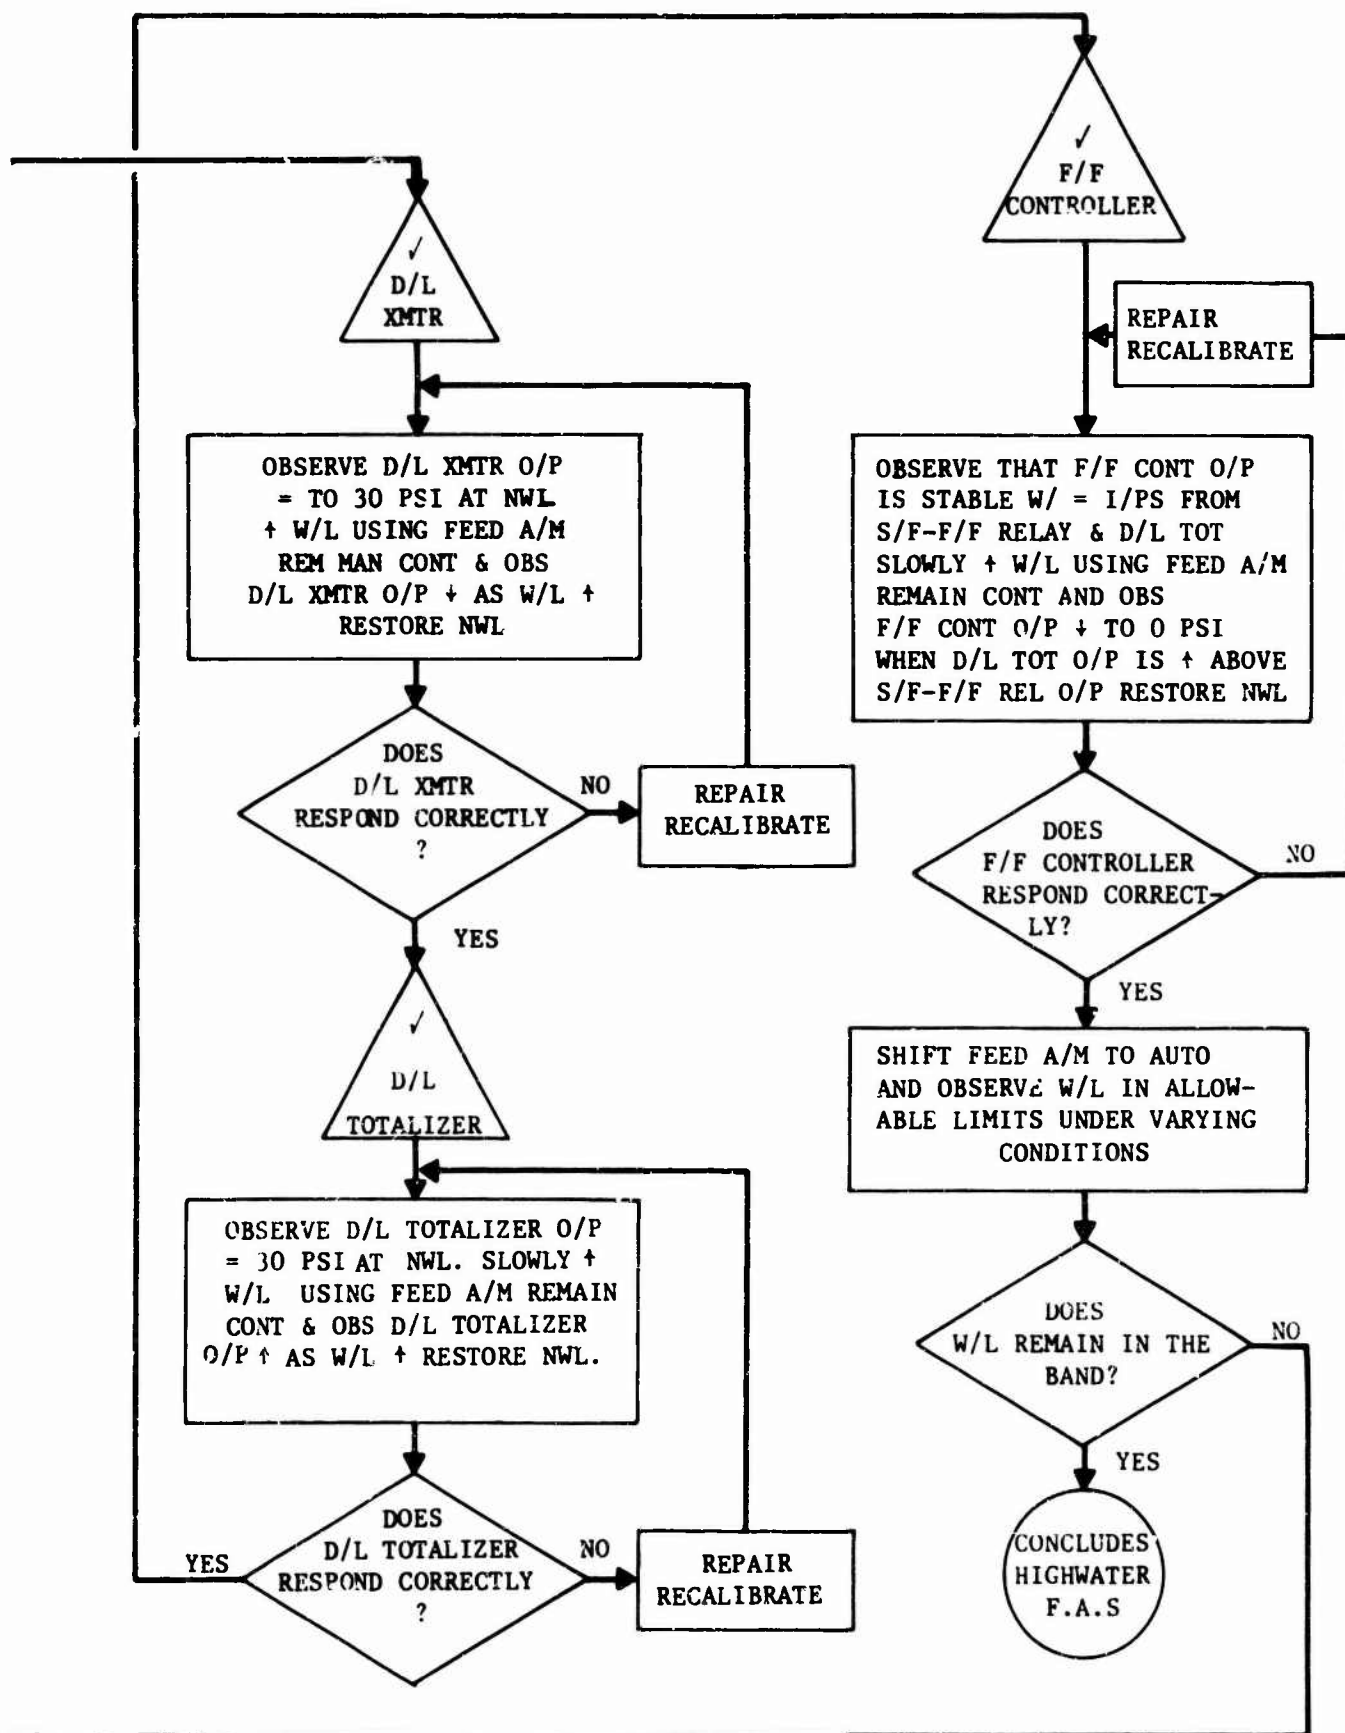 ✓
D/L
XMTR
OBSERVE D/L XMTR O/P
= TO 30 PSI AT NWL
↑ W/L USING FEED A/M
REM MAN CONT & OBS
D/L XMTR O/P ↓ AS W/L ↑
RESTORE NWL
DOES
D/L XMTR
RESPOND CORRECTLY
?
NO
REPAIR
RECALIBRATE
YES
✓
D/L
TOTALIZER
OBSERVE D/L TOTALIZER O/P
= 30 PSI AT NWL. SLOWLY ↑
W/L USING FEED A/M REMAIN
CONT & OBS D/L TOTALIZER
O/P ↑ AS W/L ↑ RESTORE NWL.
DOES
D/L TOTALIZER
RESPOND CORRECTLY
?
YES
NO
REPAIR
RECALIBRATE
✓
F/F
CONTROLLER
REPAIR
RECALIBRATE
OBSERVE THAT F/F CONT O/P
IS STABLE W/ = I/PS FROM
S/F-F/F RELAY & D/L TOT
SLOWLY ↑ W/L USING FEED A/M
REMAIN CONT AND OBS
F/F CONT O/P ↓ TO 0 PSI
WHEN D/L TOT O/P IS ↑ ABOVE
S/F-F/F REL O/P RESTORE NWL
DOES
F/F CONTROLLER
RESPOND CORRECT-
LY?
NO
YES
SHIFT FEED A/M TO AUTO
AND OBSERVE W/L IN ALLOW-
ABLE LIMITS UNDER VARYING
CONDITIONS
DOES
W/L REMAIN IN THE
BAND?
NO
YES
CONCLUDES
HIGHWATER
F.A.S